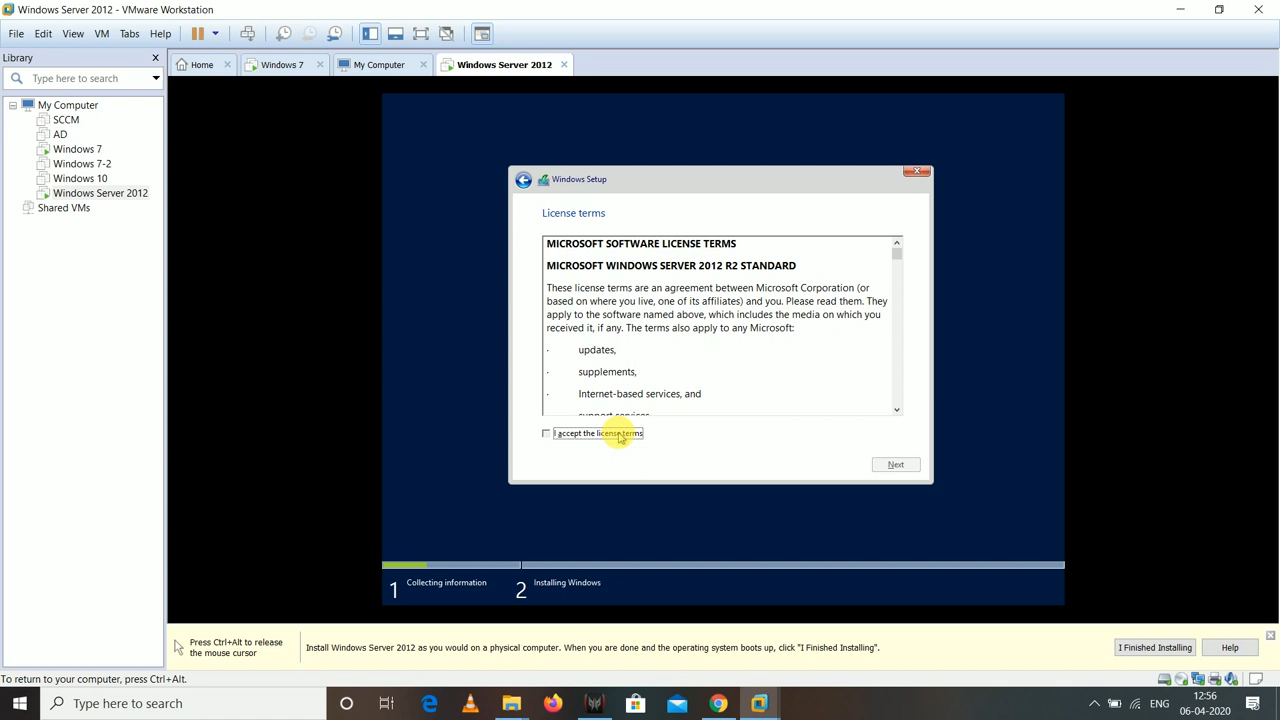 Windows Server 2012 - VMware Workstation
File Edit View VM Tabs Help
Library
Type here to search
Home
Windows 7
My Computer
Windows Server 2012
My Computer
SCCM
AD
Windows 7
Windows 7-2
Windows 10
Windows Server 2012
Shared VMs
Windows Setup
License terms
MICROSOFT SOFTWARE LICENSE TERMS
MICROSOFT WINDOWS SERVER 2012 R2 STANDARD
These license terms are an agreement between Microsoft Corporation (or
based on where you live, one of its affiliates) and you. Please read them. They
apply to the software named above, which includes the media on which you
received it, if any. The terms also apply to any Microsoft:
· updates,
· supplements,
· Internet-based services, and
support services
I accept the license terms
Next
1 Collecting information
2 Installing Windows
Press Ctrl+Alt to release
the mouse cursor
Install Windows Server 2012 as you would on a physical computer. When you are done and the operating system boots up, click "I Finished Installing".
I Finished Installing
Help
To return to your computer, press Ctrl+Alt.
Type here to search
ENG
12:56
06-04-2020